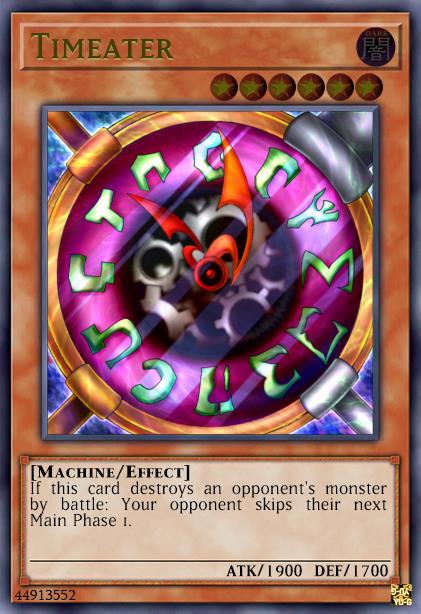 TIMEATER
DARK
闇
[MACHINE/EFFECT]
If this card destroys an opponent's monster
by battle: Your opponent skips their next
Main Phase 1.
ATK/1900 DEF/1700
44913552